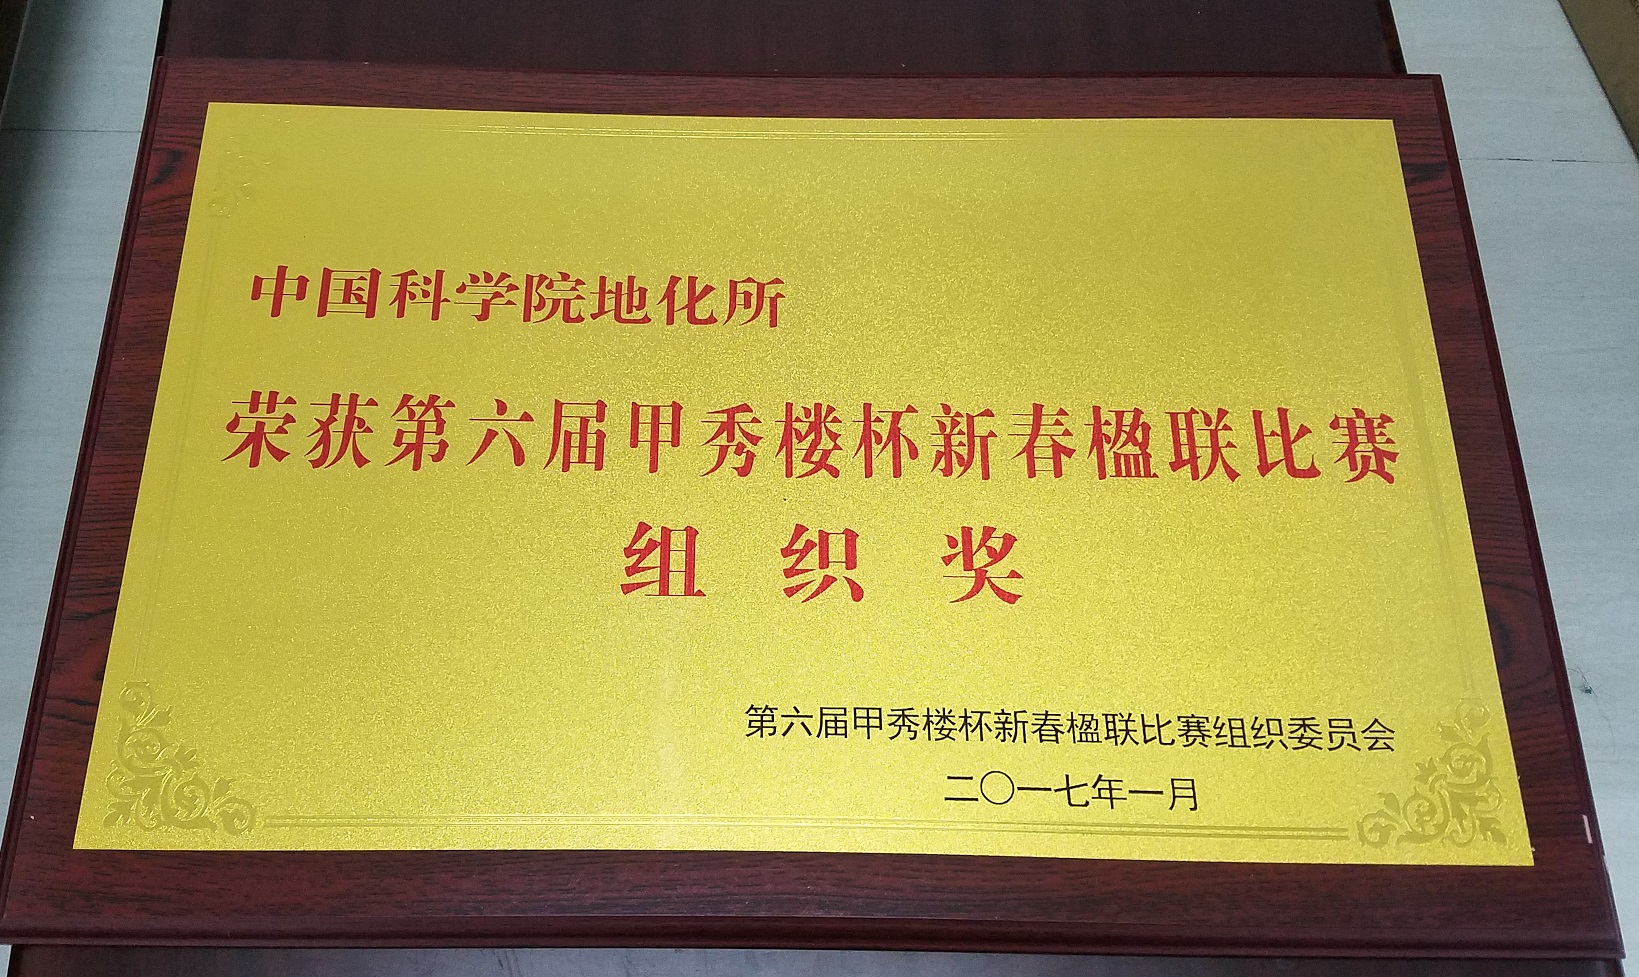 中国科学院地化所
荣获第六届甲秀楼杯新春楹联比赛
组织奖
第六届甲秀楼杯新春楹联比赛组织委员会
二〇一七年一月